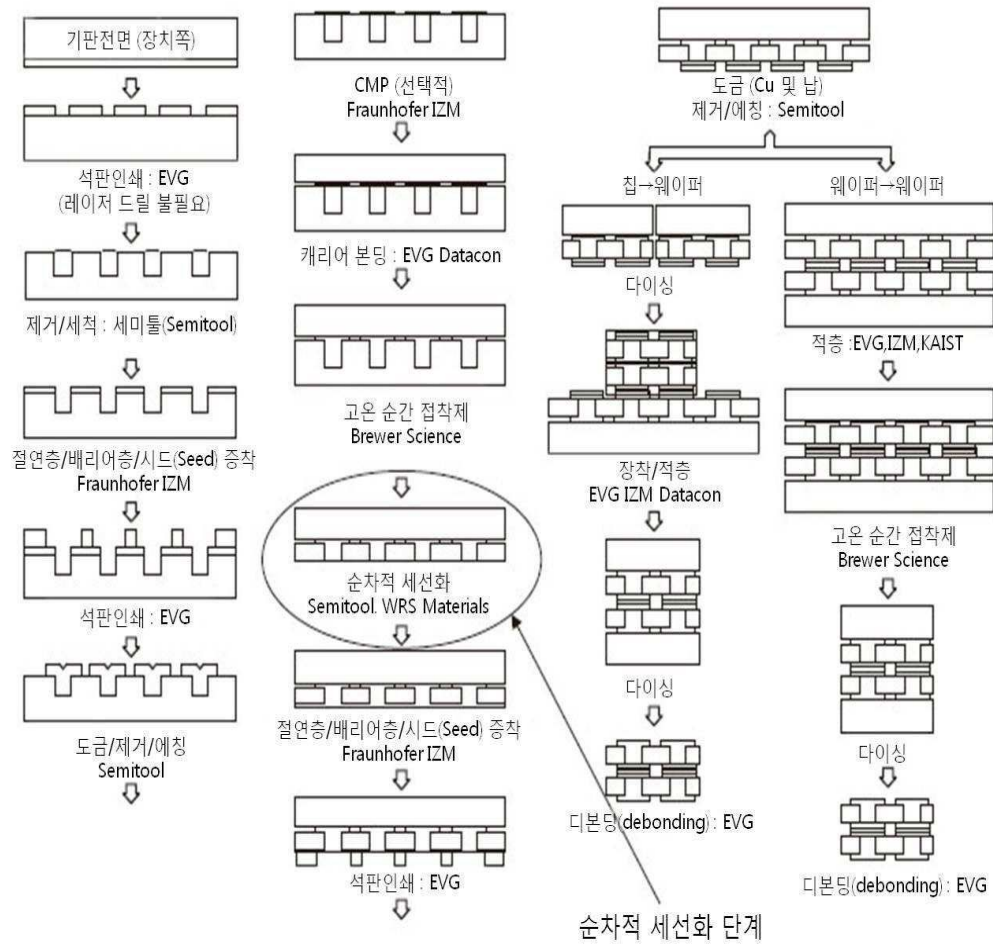 기판전면 (장치쪽)
석판인쇄 : EVG
(레이저 드릴 불필요)
제거/세척 : 세미툴(Semitool)
절연층/배리어층/시드(Seed) 증착
Fraunhofer IZM
석판인쇄 : EVG
도금/제거/에칭
Semitool
CMP (선택적)
Fraunhofer IZM
캐리어 본딩 : EVG Datacon
고온 순간 접착제
Brewer Science
순차적 세선화
Semitool. WRS Materials
절연층/배리어층/시드(Seed) 증착
Fraunhofer IZM
석판인쇄 : EVG
도금 (Cu 및 납)
제거/에칭 : Semitool
칩→웨이퍼
다이싱
장착/적층
EVG IZM Datacon
다이싱
디본딩(debonding) : EVG
웨이퍼→웨이퍼
적층 :EVG,IZM,KAIST
고온 순간 접착제
Brewer Science
다이싱
디본딩(debonding) : EVG
순차적 세선화 단계